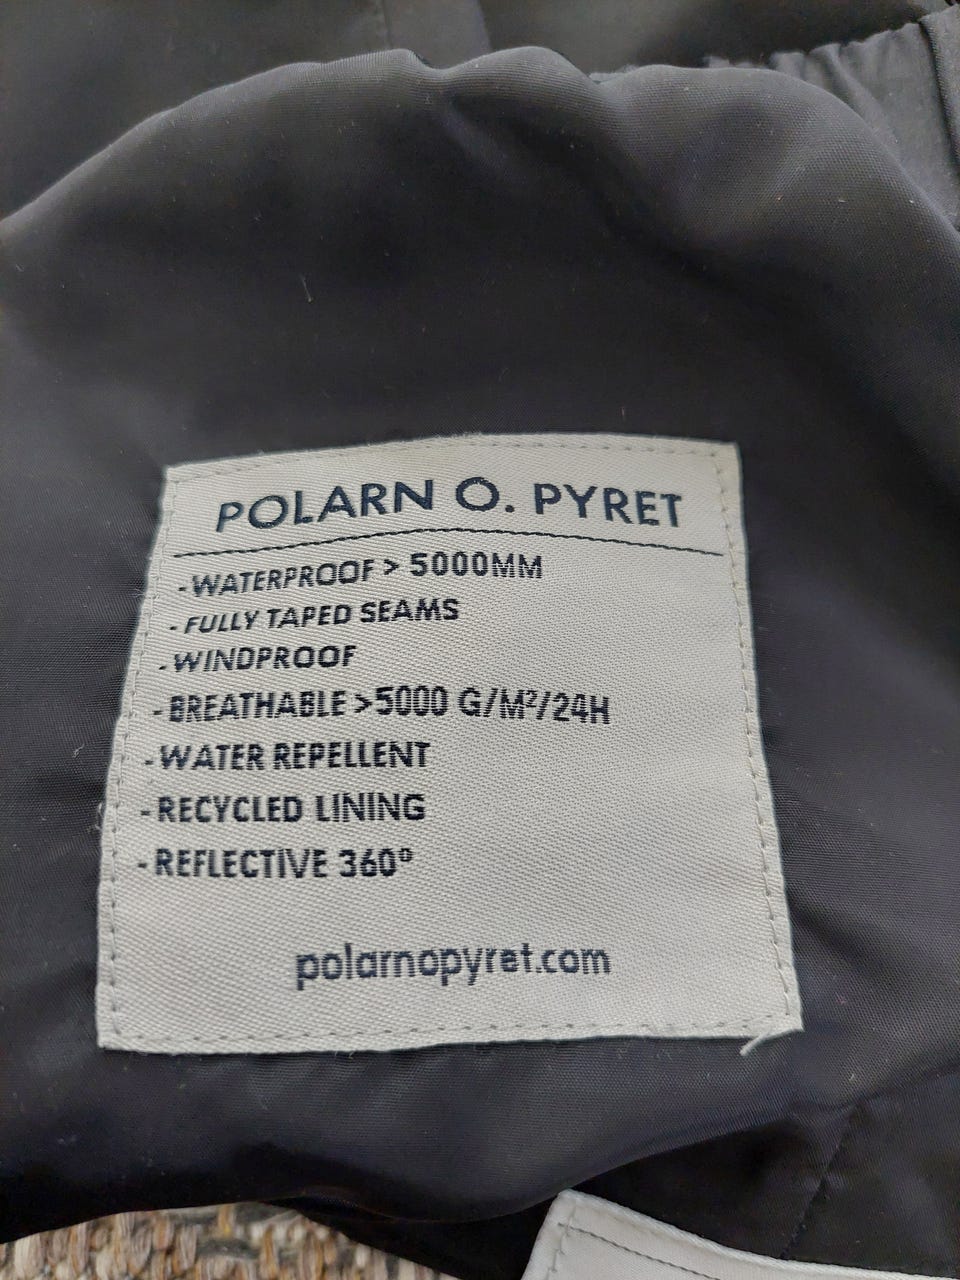 POLARN O. PYRET
- WATERPROOF > 5000MM
- FULLY TAPED SEAMS
- WINDPROOF
- BREATHABLE >5000 G/M²/24H
- WATER REPELLENT
- RECYCLED LINING
- REFLECTIVE 360°
polarnopyret.com